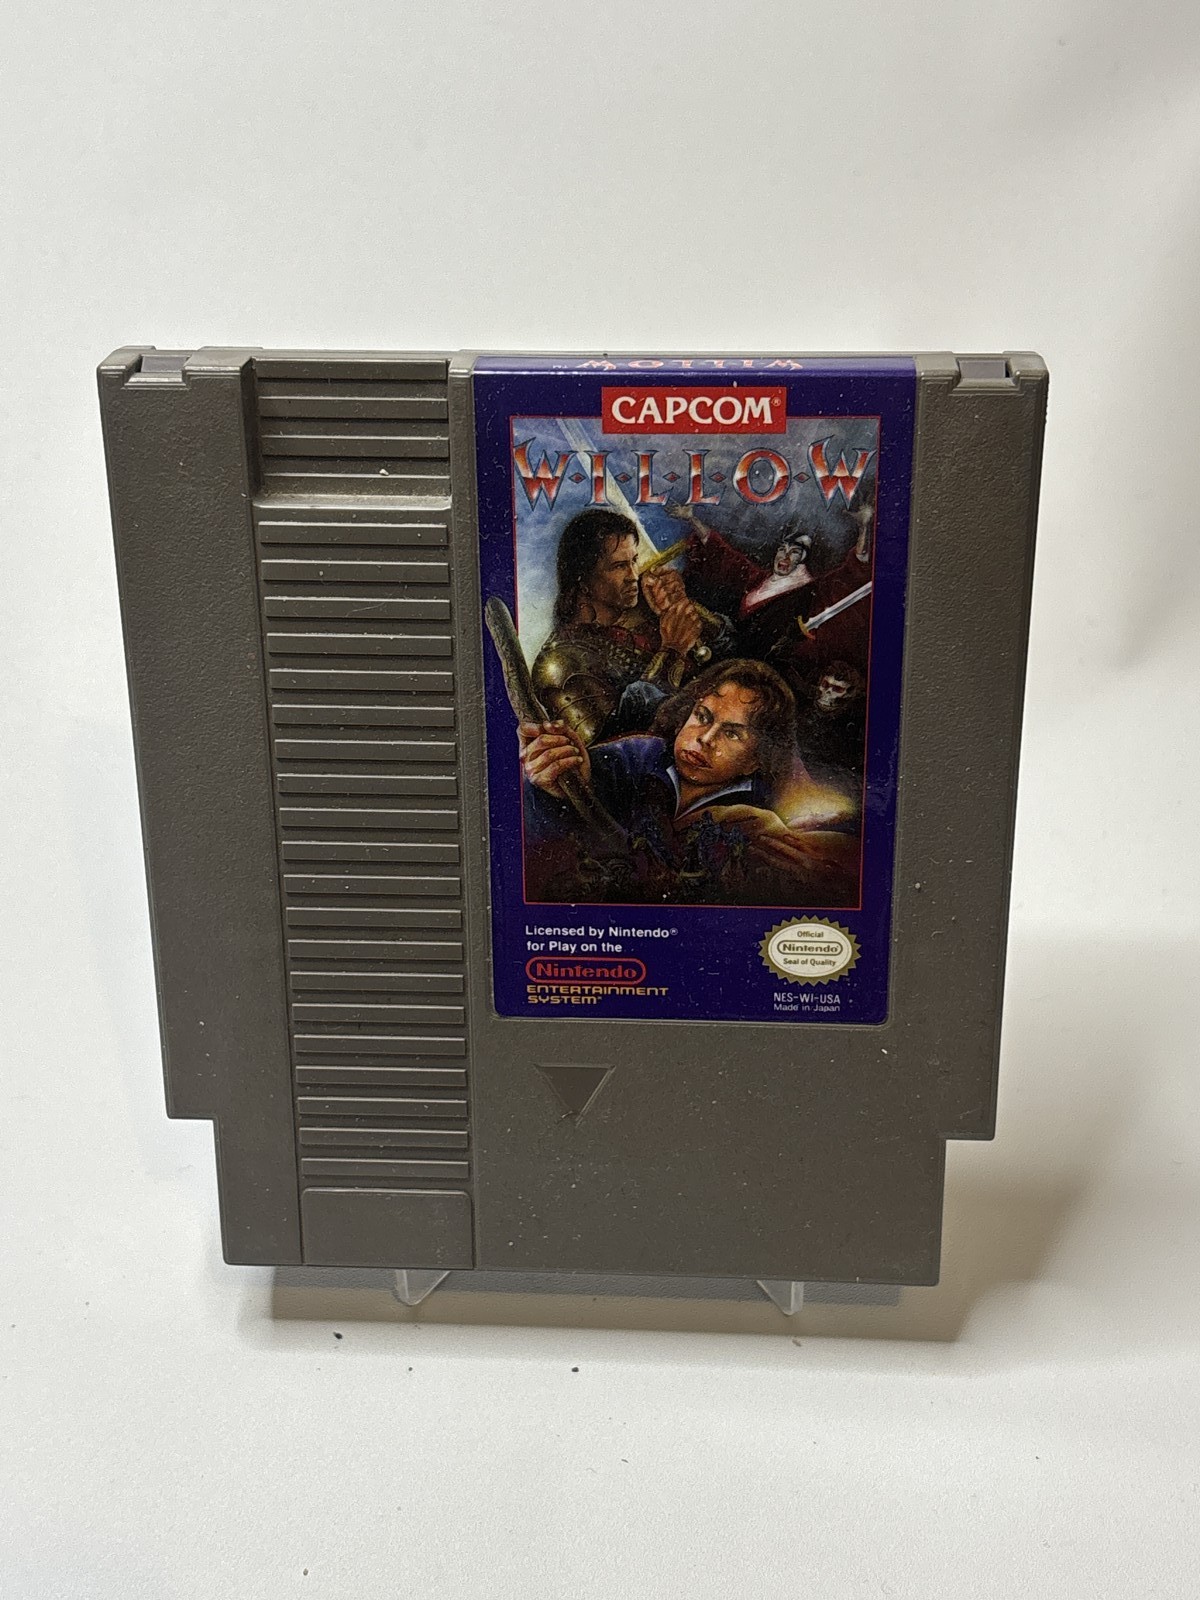 WILLOW™
CAPCOM®
W·I·L·L·O·W
Licensed by Nintendo®
for Play on the
Nintendo
ENTERTAINMENT
SYSTEM®
Official
Nintendo
Seal of Quality
NES-WI-USA
Made in Japan